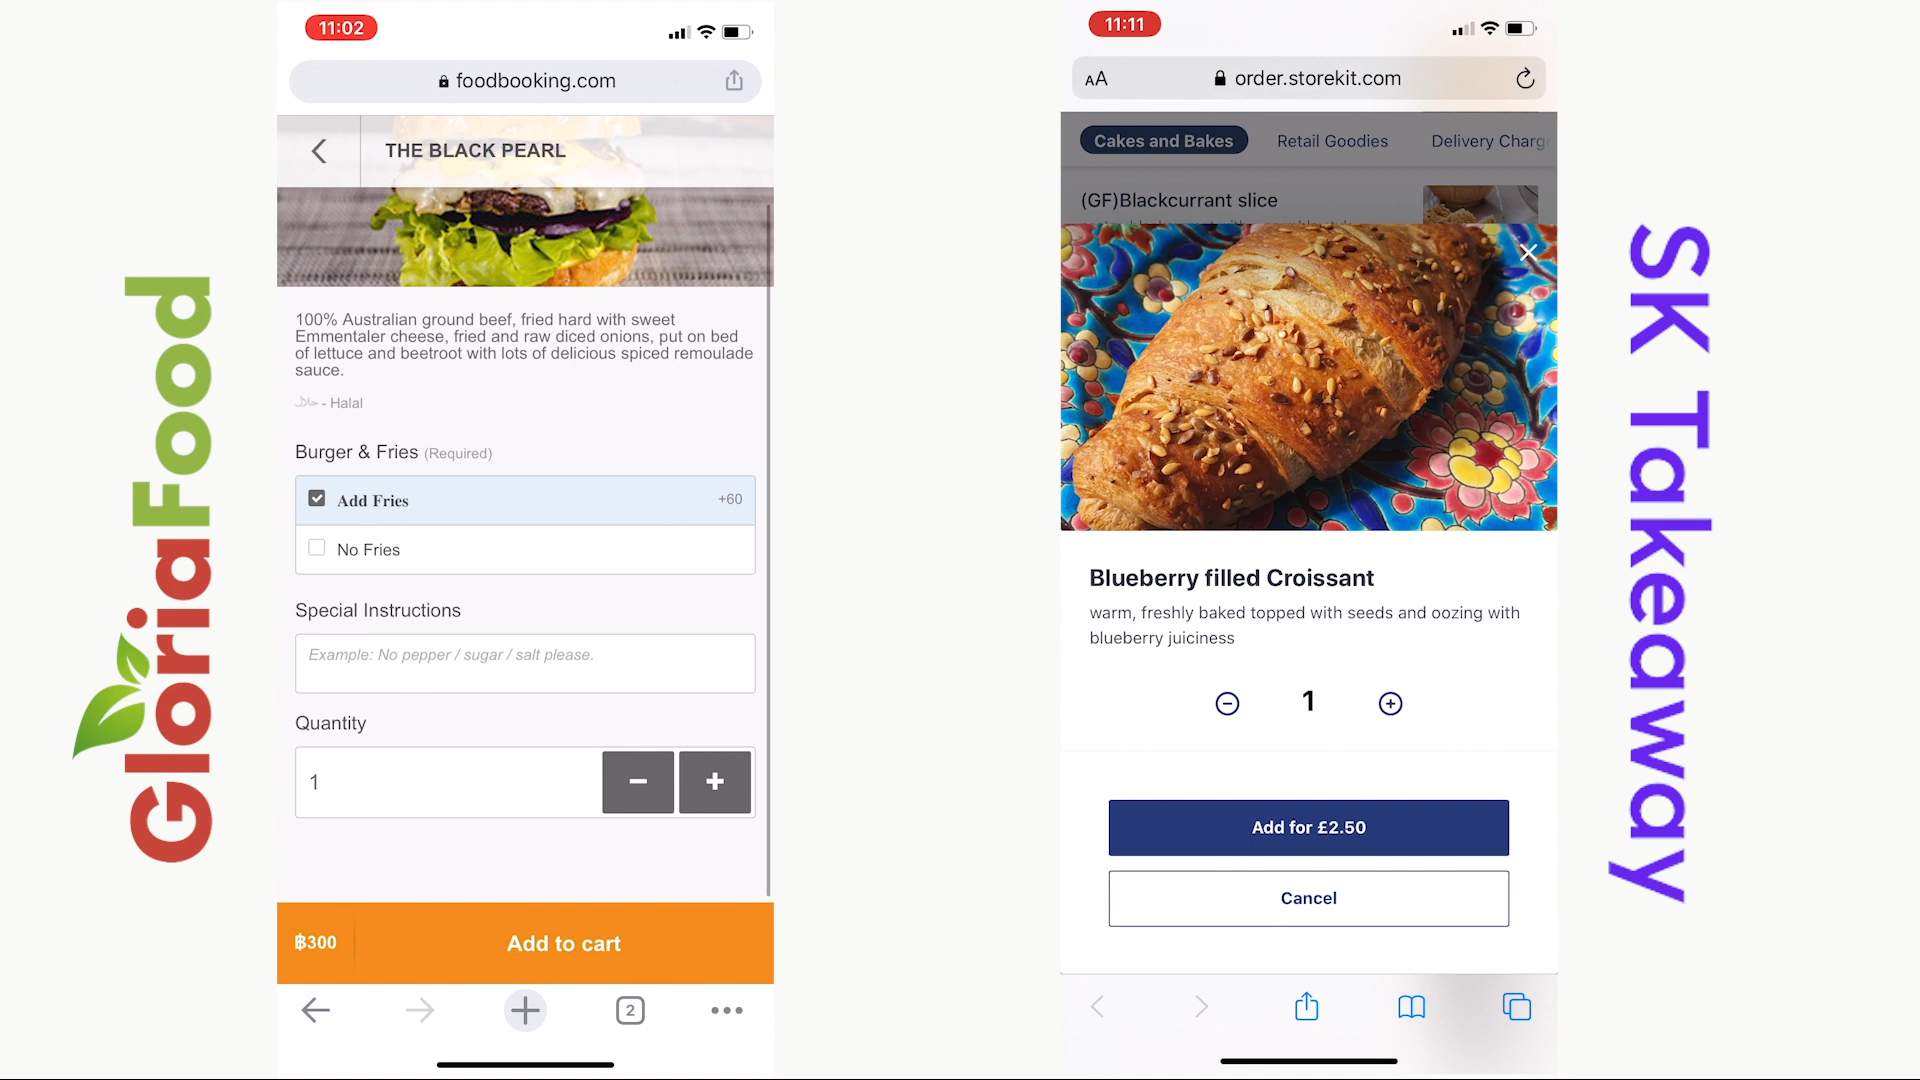 GloriaFood
11:02
foodbooking.com
THE BLACK PEARL
100% Australian ground beef, fried hard with sweet
Emmentaler cheese, fried and raw diced onions, put on bed
of lettuce and beetroot with lots of delicious spiced remoulade
sauce.
حلال - Halal
Burger & Fries (Required)
Add Fries +60
No Fries
Special Instructions
Example: No pepper / sugar / salt please.
Quantity
1
฿300 Add to cart
2
11:11
AA order.storekit.com
Cakes and Bakes Retail Goodies Delivery Charg
(GF)Blackcurrant slice
Blueberry filled Croissant
warm, freshly baked topped with seeds and oozing with
blueberry juiciness
1
Add for £2.50
Cancel
SK Takeaway